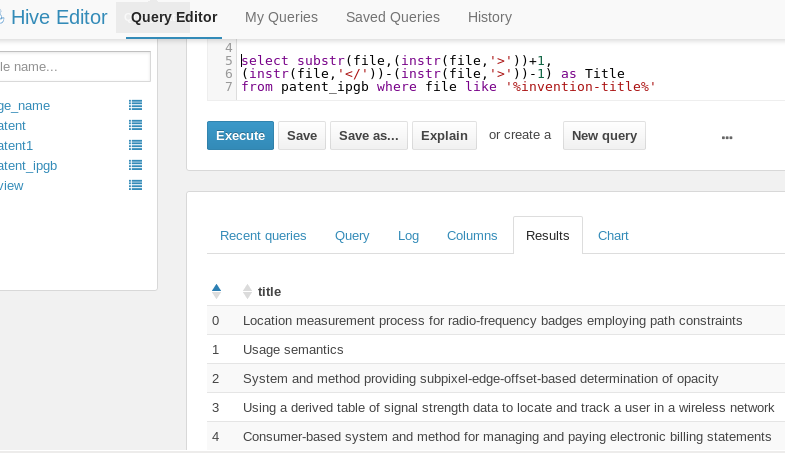 Hive Editor Query Editor My Queries Saved Queries History
4
5 select substr(file,(instr(file,'>'))+1,
6 (instr(file,'</'))-(instr(file,'>'))-1) as Title
7 from patent_ipgb where file like '%invention-title%'
le name...
ge_name
atent
atent1
atent_ipgb
view
Execute Save Save as... Explain or create a New query ...
Recent queries Query Log Columns Results Chart
title
0 Location measurement process for radio-frequency badges employing path constraints
1 Usage semantics
2 System and method providing subpixel-edge-offset-based determination of opacity
3 Using a derived table of signal strength data to locate and track a user in a wireless network
4 Consumer-based system and method for managing and paying electronic billing statements